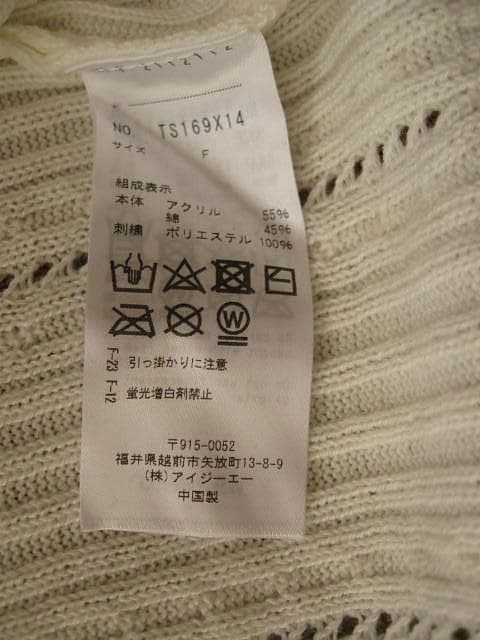 NO TS169X14
サイズ F
組成表示
本体 アクリル 55%
綿 45%
刺繍 ポリエステル 100%
W
F-23 引っ掛かりに注意
F-12 蛍光増白剤禁止
〒915-0052
福井県越前市矢放町13-8-9
(株)アイジーエー
中国製